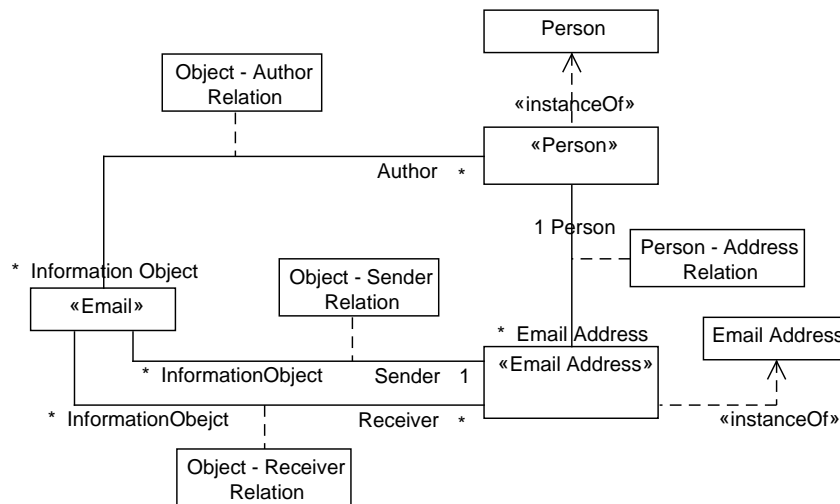 Person
Object - Author
Relation
«instanceOf»
«Person»
Author *
1 Person
Person - Address
Relation
* Information Object
Object - Sender
Relation
«Email»
* Email Address
Email Address
«Email Address»
* InformationObject Sender 1
* InformationObejct Receiver *
«instanceOf»
Object - Receiver
Relation